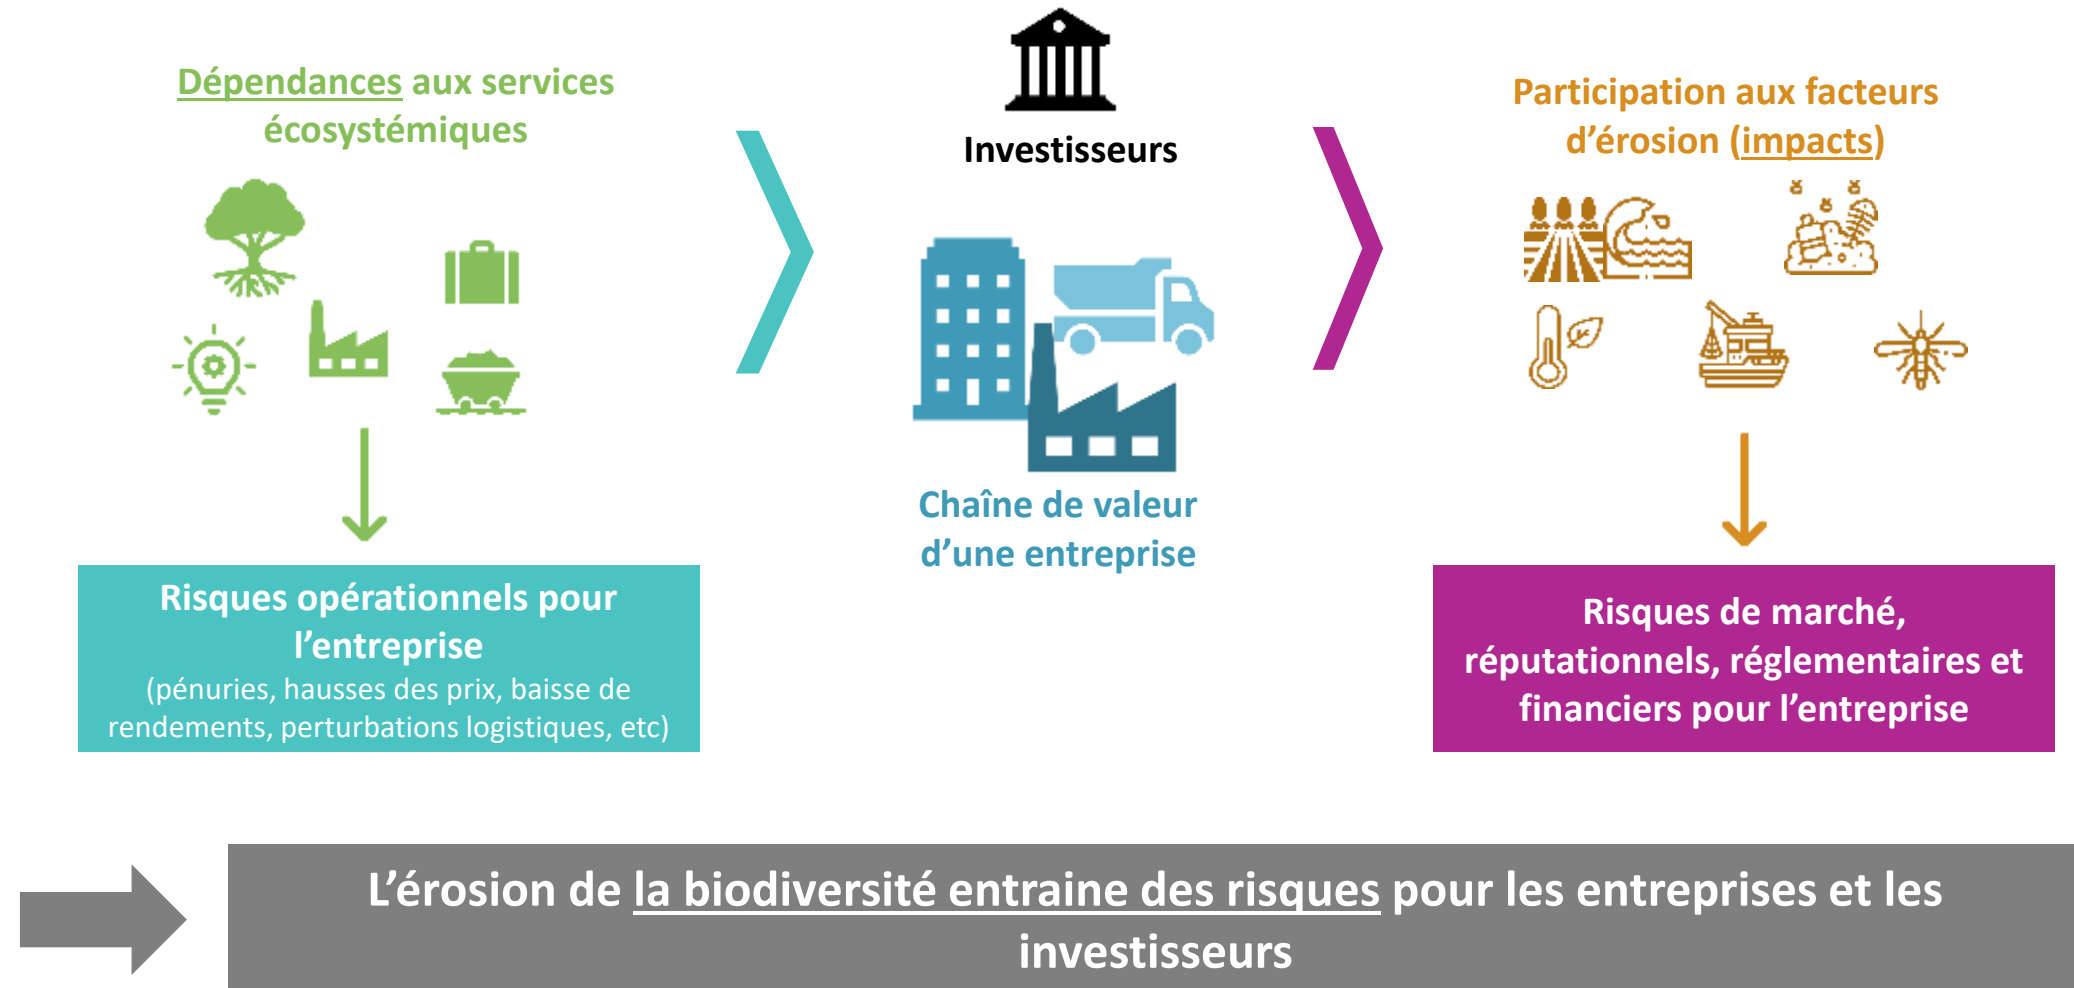 Dépendances aux services
écosystémiques
Investisseurs
Participation aux facteurs
d’érosion (impacts)
Chaîne de valeur
d’une entreprise
Risques opérationnels pour
l’entreprise
(pénuries, hausses des prix, baisse de
rendements, perturbations logistiques, etc)
Risques de marché,
réputationnels, réglementaires et
financiers pour l’entreprise
L’érosion de la biodiversité entraine des risques pour les entreprises et les
investisseurs